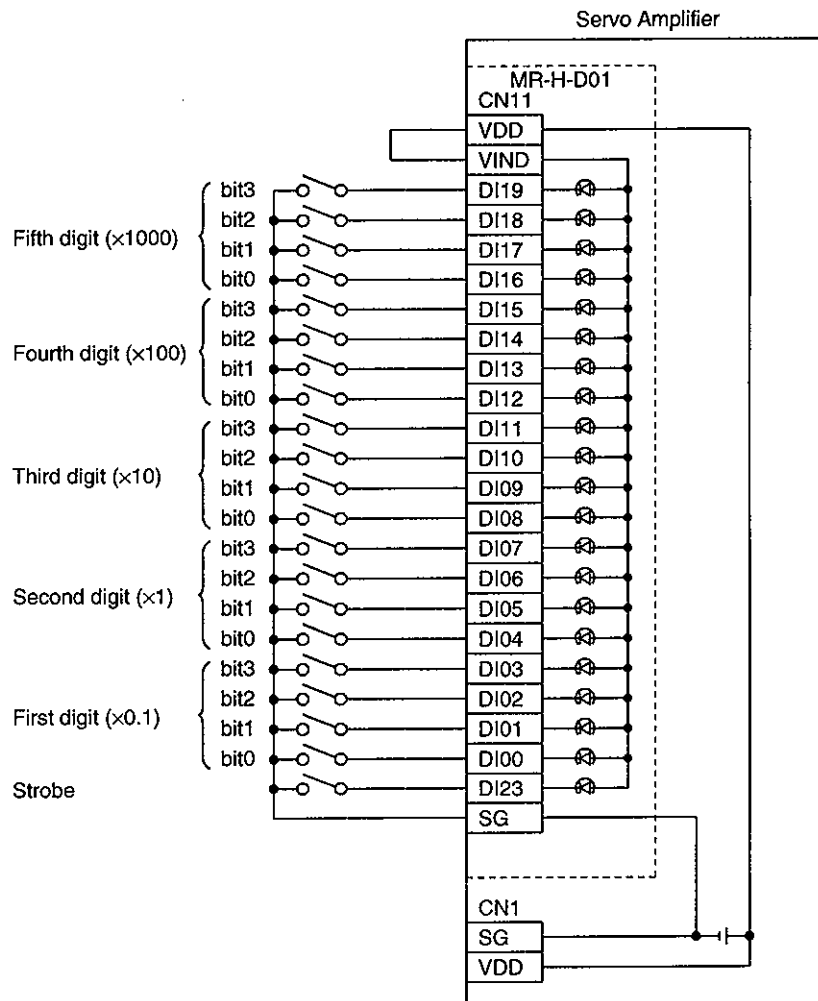 Servo Amplifier
MR-H-D01
CN11
VDD
VIND
bit3 DI19
bit2 DI18
Fifth digit (×1000)
bit1 DI17
bit0 DI16
bit3 DI15
bit2 DI14
Fourth digit (×100)
bit1 DI13
bit0 DI12
bit3 DI11
bit2 DI10
Third digit (×10)
bit1 DI09
bit0 DI08
bit3 DI07
bit2 DI06
Second digit (×1)
bit1 DI05
bit0 DI04
bit3 DI03
bit2 DI02
First digit (×0.1)
bit1 DI01
bit0 DI00
Strobe DI23
SG
CN1
SG
VDD